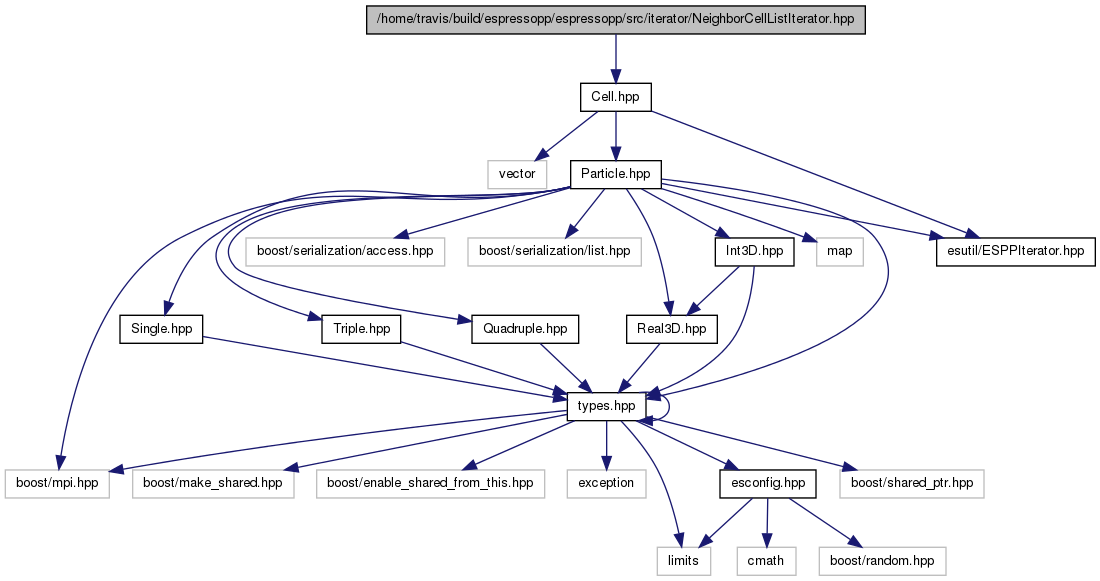 /home/travis/build/espressopp/espressopp/src/iterator/NeighborCellListIterator.hpp
Cell.hpp
vector
Particle.hpp
boost/serialization/access.hpp
boost/serialization/list.hpp
Int3D.hpp
map
esutil/ESPPIterator.hpp
Single.hpp
Triple.hpp
Quadruple.hpp
Real3D.hpp
types.hpp
boost/mpi.hpp
boost/make_shared.hpp
boost/enable_shared_from_this.hpp
exception
esconfig.hpp
boost/shared_ptr.hpp
limits
cmath
boost/random.hpp